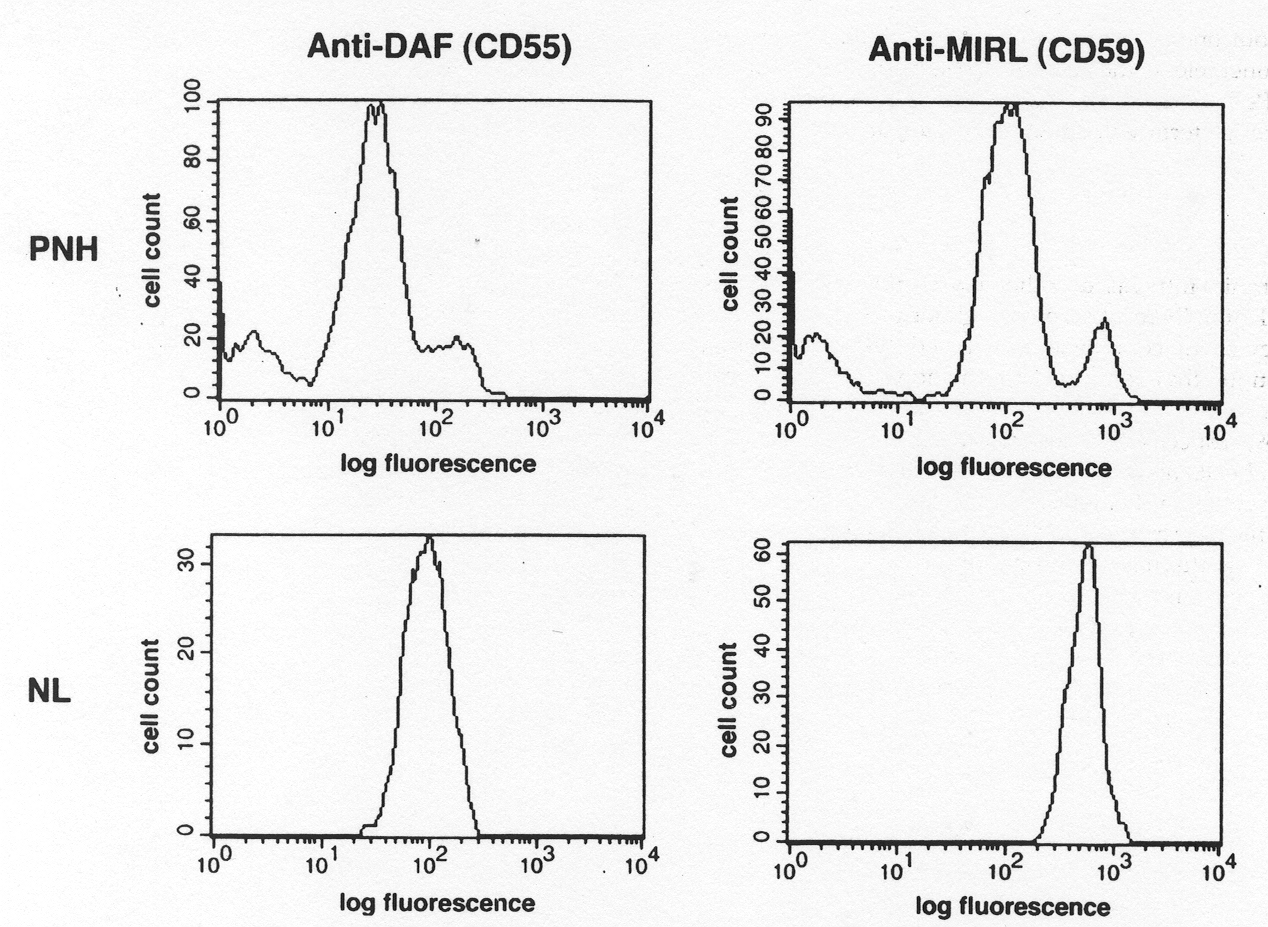 Anti-DAF (CD55)
Anti-MIRL (CD59)
PNH
cell count
0 20 40 60 80 100
10^0 10^1 10^2 10^3 10^4
log fluorescence
cell count
0 10 20 30 40 50 60 70 80 90
10^0 10^1 10^2 10^3 10^4
log fluorescence
NL
cell count
0 10 20 30
10^0 10^1 10^2 10^3 10^4
log fluorescence
cell count
0 10 20 30 40 50 60
10^0 10^1 10^2 10^3 10^4
log fluorescence